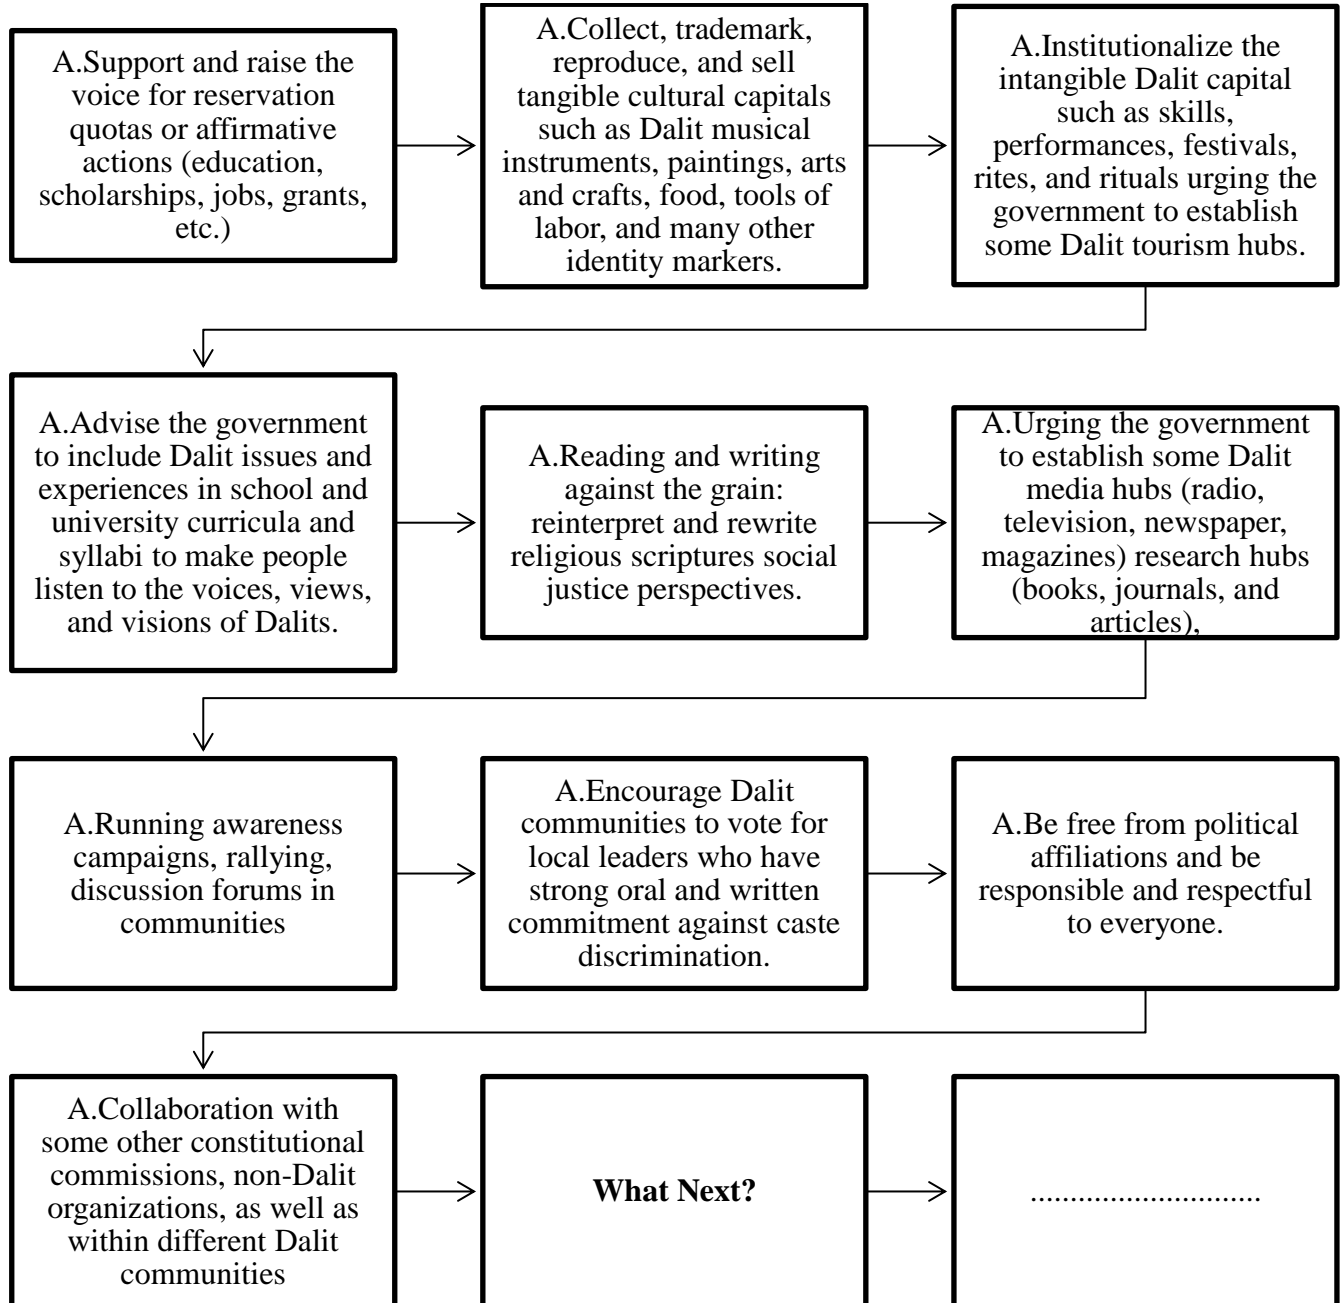 A.Support and raise the
voice for reservation
quotas or affirmative
actions (education,
scholarships, jobs, grants,
etc.)
A.Collect, trademark,
reproduce, and sell
tangible cultural capitals
such as Dalit musical
instruments, paintings, arts
and crafts, food, tools of
labor, and many other
identity markers.
A.Institutionalize the
intangible Dalit capital
such as skills,
performances, festivals,
rites, and rituals urging the
government to establish
some Dalit tourism hubs.
A.Advise the government
to include Dalit issues and
experiences in school and
university curricula and
syllabi to make people
listen to the voices, views,
and visions of Dalits.
A.Reading and writing
against the grain:
reinterpret and rewrite
religious scriptures social
justice perspectives.
A.Urging the government
to establish some Dalit
media hubs (radio,
television, newspaper,
magazines) research hubs
(books, journals, and
articles),
A.Running awareness
campaigns, rallying,
discussion forums in
communities
A.Encourage Dalit
communities to vote for
local leaders who have
strong oral and written
commitment against caste
discrimination.
A.Be free from political
affiliations and be
responsible and respectful
to everyone.
A.Collaboration with
some other constitutional
commissions, non-Dalit
organizations, as well as
within different Dalit
communities
What Next?
.............................